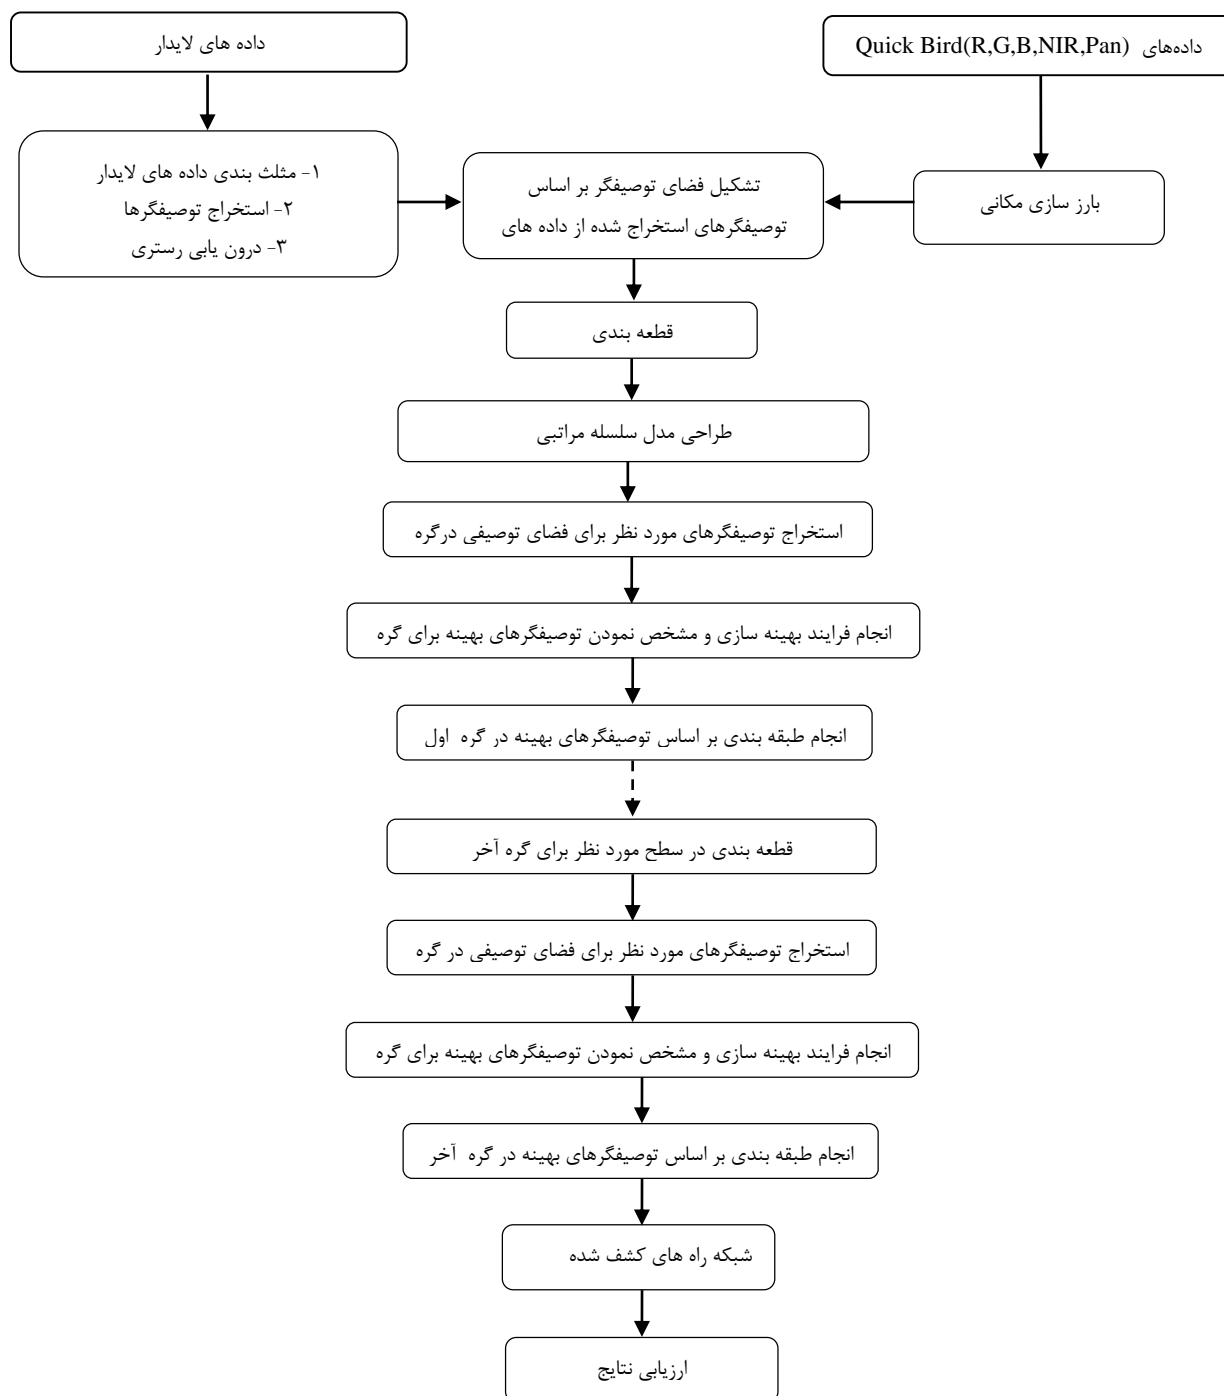 داده های لایدار
داده‌های Quick Bird(R,G,B,NIR,Pan)
۱- مثلث بندی داده های لایدار
۲- استخراج توصیفگرها
۳- درون یابی رستری
تشکیل فضای توصیفگر بر اساس
توصیفگرهای استخراج شده از داده های
بارز سازی مکانی
قطعه بندی
طراحی مدل سلسله مراتبی
استخراج توصیفگرهای مورد نظر برای فضای توصیفی درگره
انجام فرایند بهینه سازی و مشخص نمودن توصیفگرهای بهینه برای گره
انجام طبقه بندی بر اساس توصیفگرهای بهینه در گره اول
قطعه بندی در سطح مورد نظر برای گره آخر
استخراج توصیفگرهای مورد نظر برای فضای توصیفی در گره
انجام فرایند بهینه سازی و مشخص نمودن توصیفگرهای بهینه برای گره
انجام طبقه بندی بر اساس توصیفگرهای بهینه در گره آخر
شبکه راه های کشف شده
ارزیابی نتایج